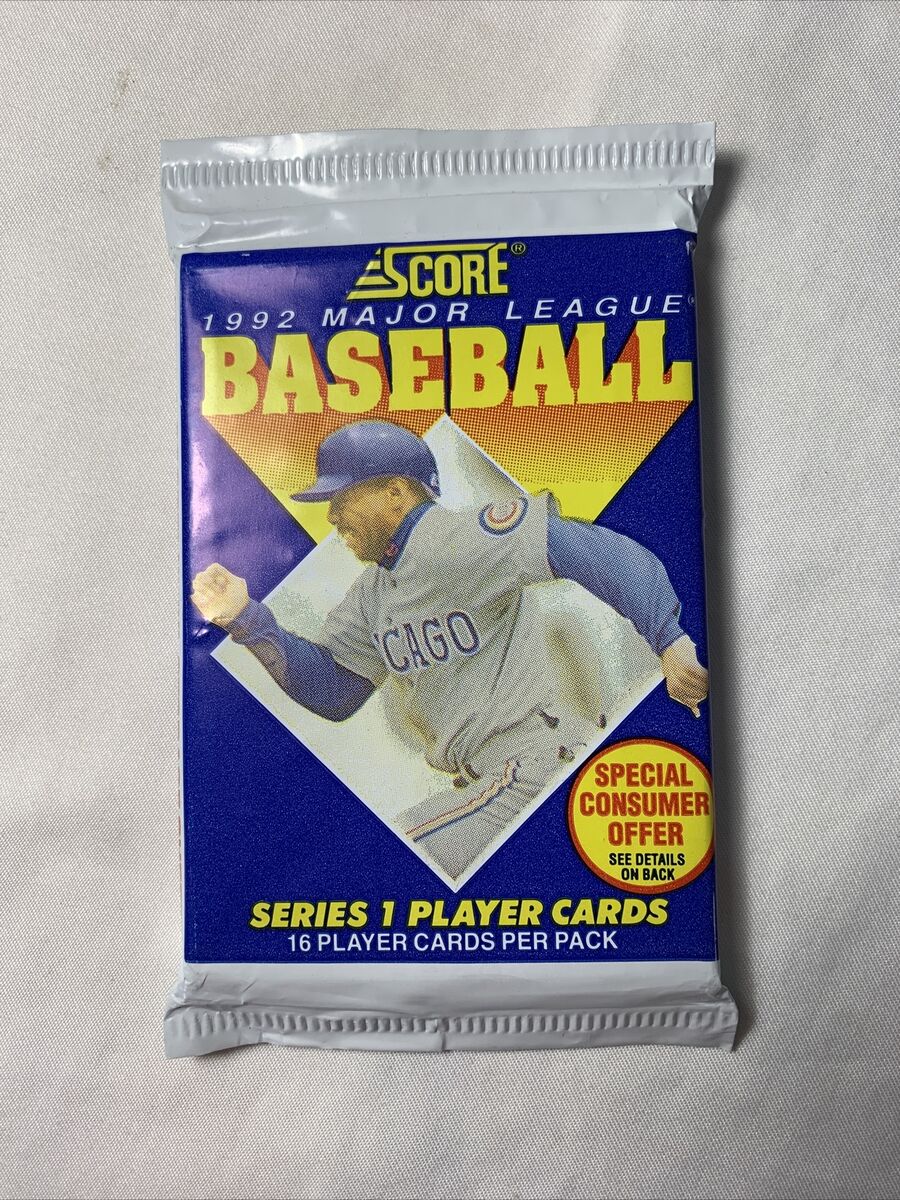 SCORE®
1992 MAJOR LEAGUE®
BASEBALL
C
CAGO
SPECIAL
CONSUMER
OFFER
SEE DETAILS
ON BACK
SERIES 1 PLAYER CARDS
16 PLAYER CARDS PER PACK